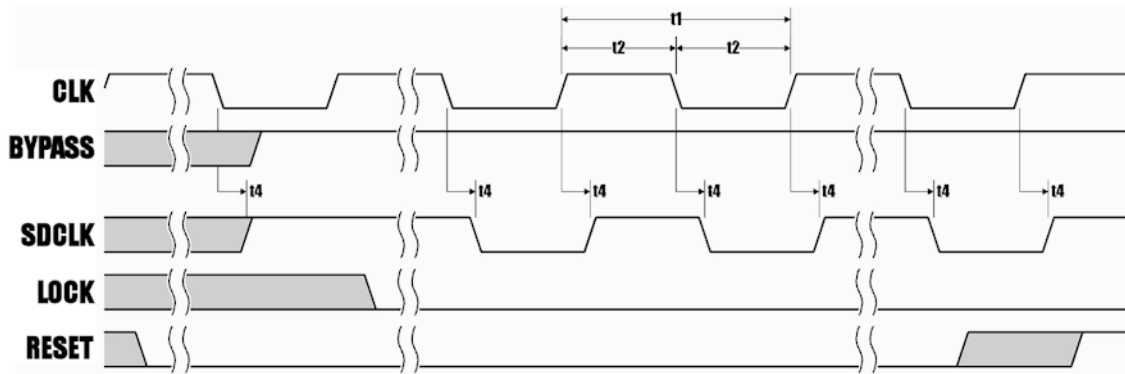 t1
t2 t2
CLK
BYPASS
t4 t4 t4 t4 t4 t4 t4
SDCLK
LOCK
RESET